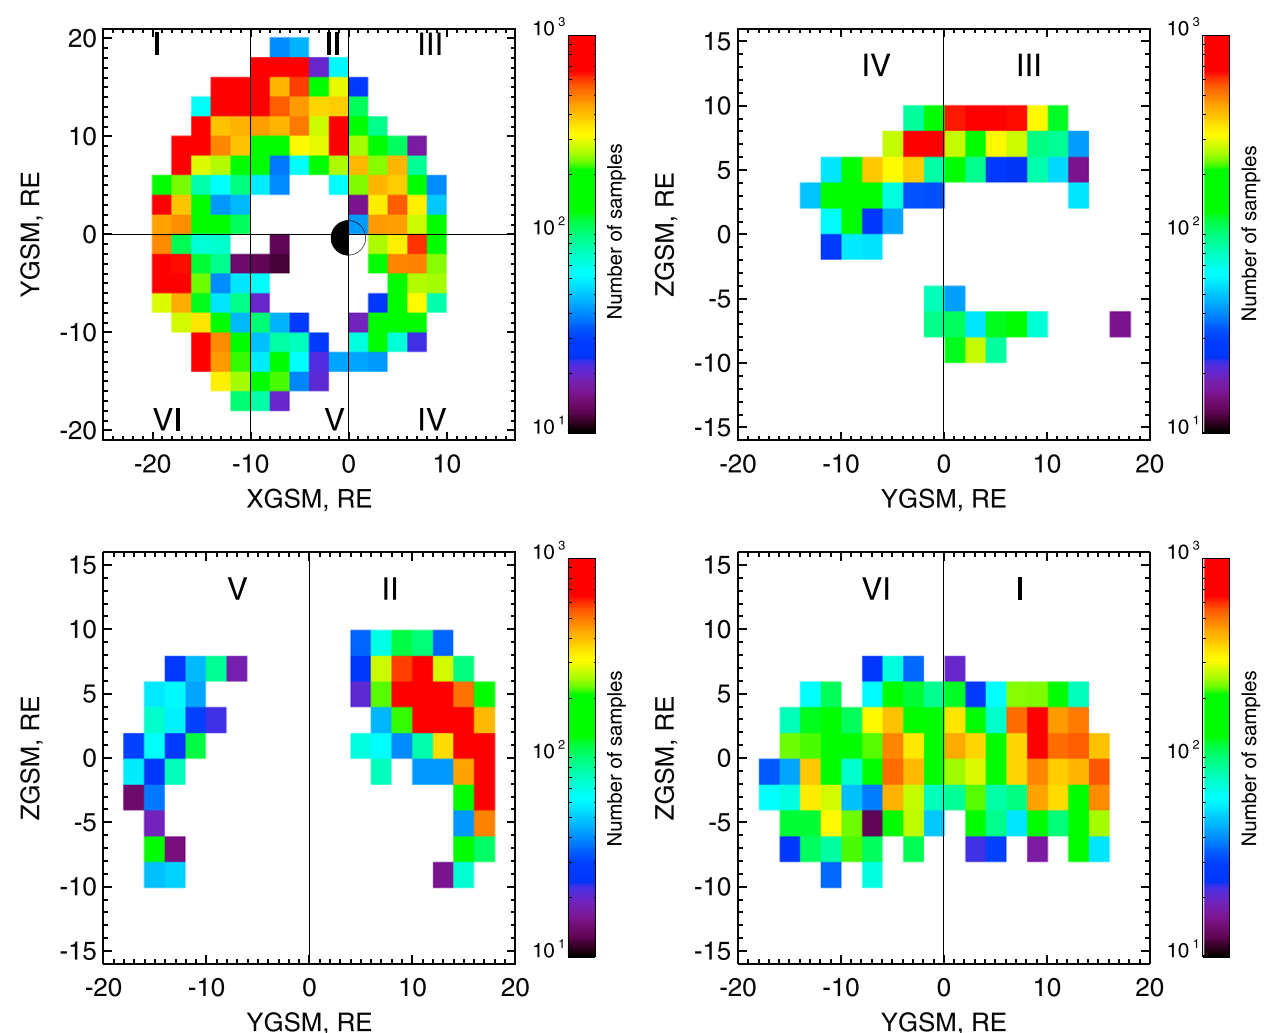 I II III
20
10
0
-10
-20
YGSM, RE
VI V IV
-20 -10 0 10
XGSM, RE
10³
10²
10¹
Number of samples
IV III
15
10
5
0
-5
-10
-15
ZGSM, RE
-20 -10 0 10 20
YGSM, RE
10³
10²
10¹
Number of samples
V II
15
10
5
0
-5
-10
-15
ZGSM, RE
-20 -10 0 10 20
YGSM, RE
10³
10²
10¹
Number of samples
VI I
15
10
5
0
-5
-10
-15
ZGSM, RE
-20 -10 0 10 20
YGSM, RE
10³
10²
10¹
Number of samples